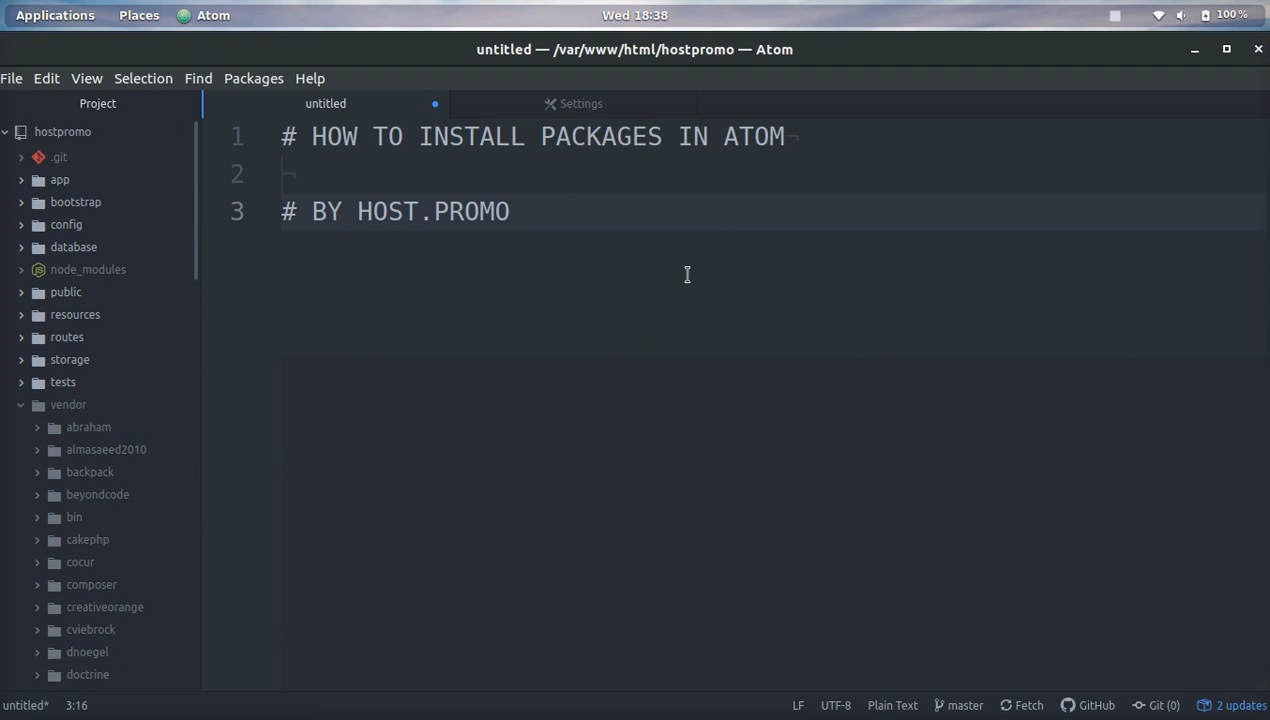 Applications Places Atom Wed 18:38 100%
untitled — /var/www/html/hostpromo — Atom
File Edit View Selection Find Packages Help
Project untitled Settings
hostpromo
.git
app
bootstrap
config
database
node_modules
public
resources
routes
storage
tests
vendor
abraham
almasaeed2010
backpack
beyondcode
bin
cakephp
cocur
composer
creativeorange
cviebrock
dnoegel
doctrine
1 # HOW TO INSTALL PACKAGES IN ATOM¬
2 ¬
3 # BY HOST.PROMO
untitled* 3:16 LF UTF-8 Plain Text master Fetch GitHub Git (0) 2 updates